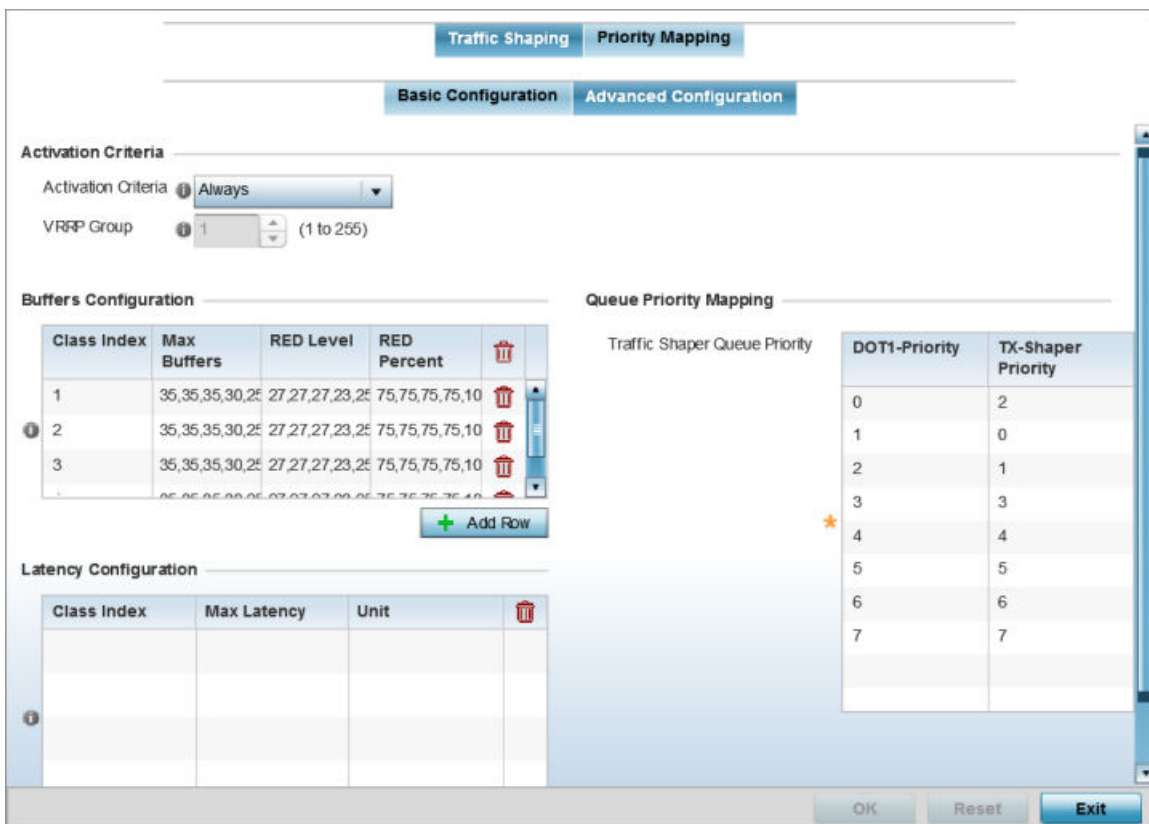 Traffic Shaping Priority Mapping
Basic Configuration Advanced Configuration
Activation Criteria
Activation Criteria Always
VRRP Group 1 (1 to 255)
Buffers Configuration
Class Index Max Buffers RED Level RED Percent
1 35,35,35,30,25 27,27,27,23,25 75,75,75,75,10
2 35,35,35,30,25 27,27,27,23,25 75,75,75,75,10
3 35,35,35,30,25 27,27,27,23,25 75,75,75,75,10
+ Add Row
Latency Configuration
Class Index Max Latency Unit
Queue Priority Mapping
Traffic Shaper Queue Priority
DOT1-Priority TX-Shaper Priority
0 2
1 0
2 1
3 3
* 4 4
5 5
6 6
7 7
OK Reset Exit